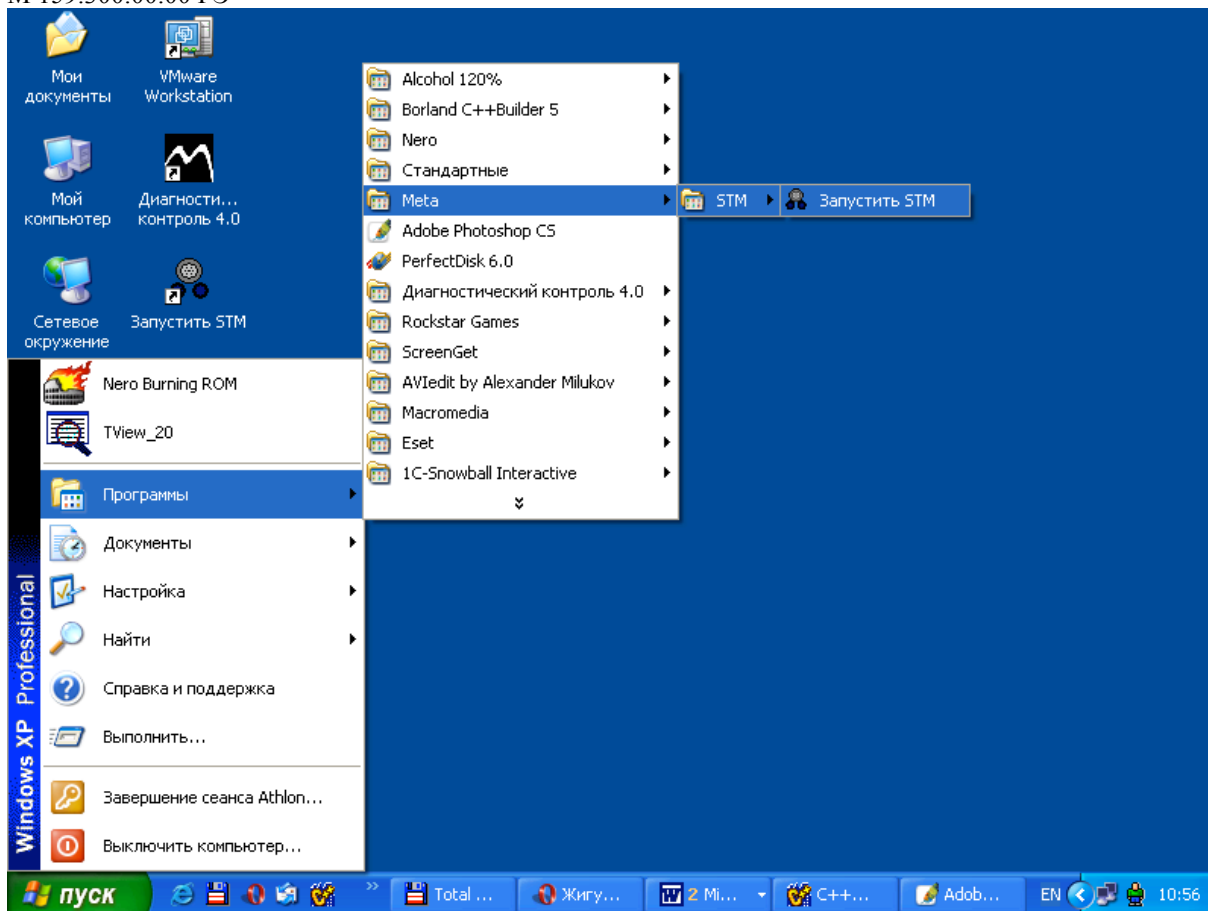 Мои
документы
VMware
Workstation
Мой
компьютер
Диагности...
контроль 4.0
Сетевое
окружение
Запустить STM
Alcohol 120%
Borland C++Builder 5
Nero
Стандартные
Meta
Adobe Photoshop CS
PerfectDisk 6.0
Диагностический контроль 4.0
Rockstar Games
ScreenGet
AVIedit by Alexander Milukov
Macromedia
Eset
1C-Snowball Interactive
STM
Запустить STM
Nero Burning ROM
TView_20
Программы
Документы
Настройка
Найти
Справка и поддержка
Выполнить...
Завершение сеанса Athlon...
Выключить компьютер...
Windows XP Professional
пуск
»
Total ...
Жигу...
2 Mi...
C++...
Adob...
EN
10:56